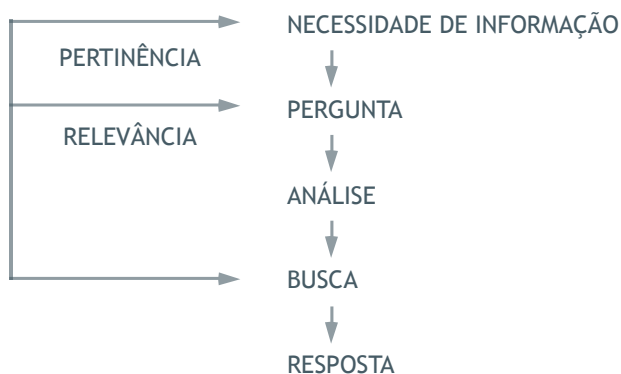 NECESSIDADE DE INFORMAÇÃO
PERTINÊNCIA
PERGUNTA
RELEVÂNCIA
ANÁLISE
BUSCA
RESPOSTA